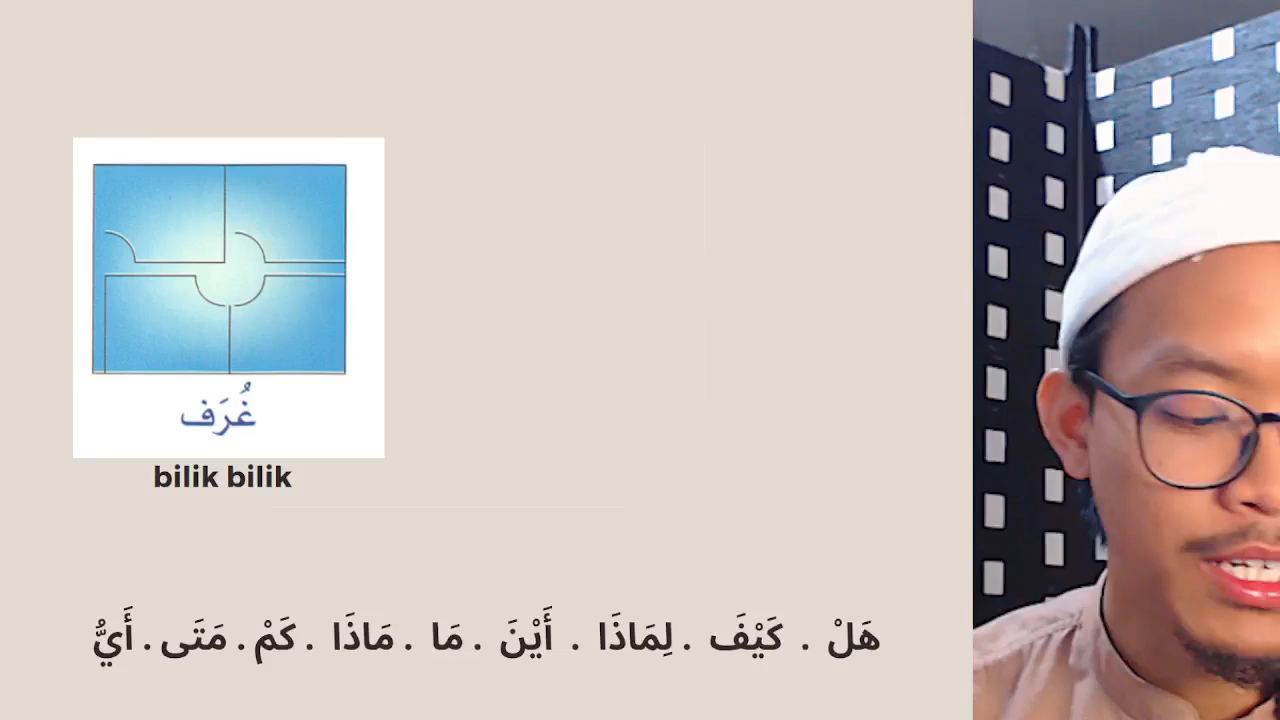 غُرَف
bilik bilik
هَلْ . كَيْفَ . لِمَاذَا . أَيْنَ . مَا . مَاذَا . كَمْ . مَتَى . أَيُّ